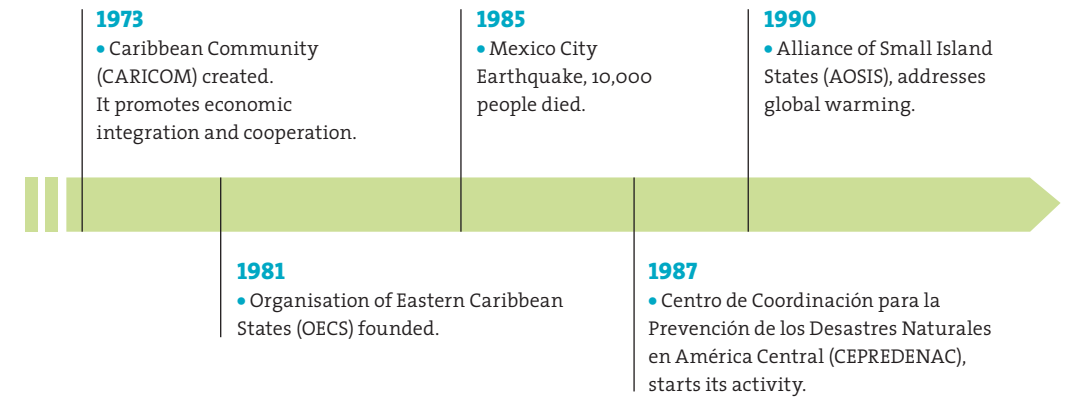 1973
• Caribbean Community
(CARICOM) created.
It promotes economic
integration and cooperation.
1985
• Mexico City
Earthquake, 10,000
people died.
1990
• Alliance of Small Island
States (AOSIS), addresses
global warming.
1981
• Organisation of Eastern Caribbean
States (OECS) founded.
1987
• Centro de Coordinación para la
Prevención de los Desastres Naturales
en América Central (CEPREDENAC),
starts its activity.